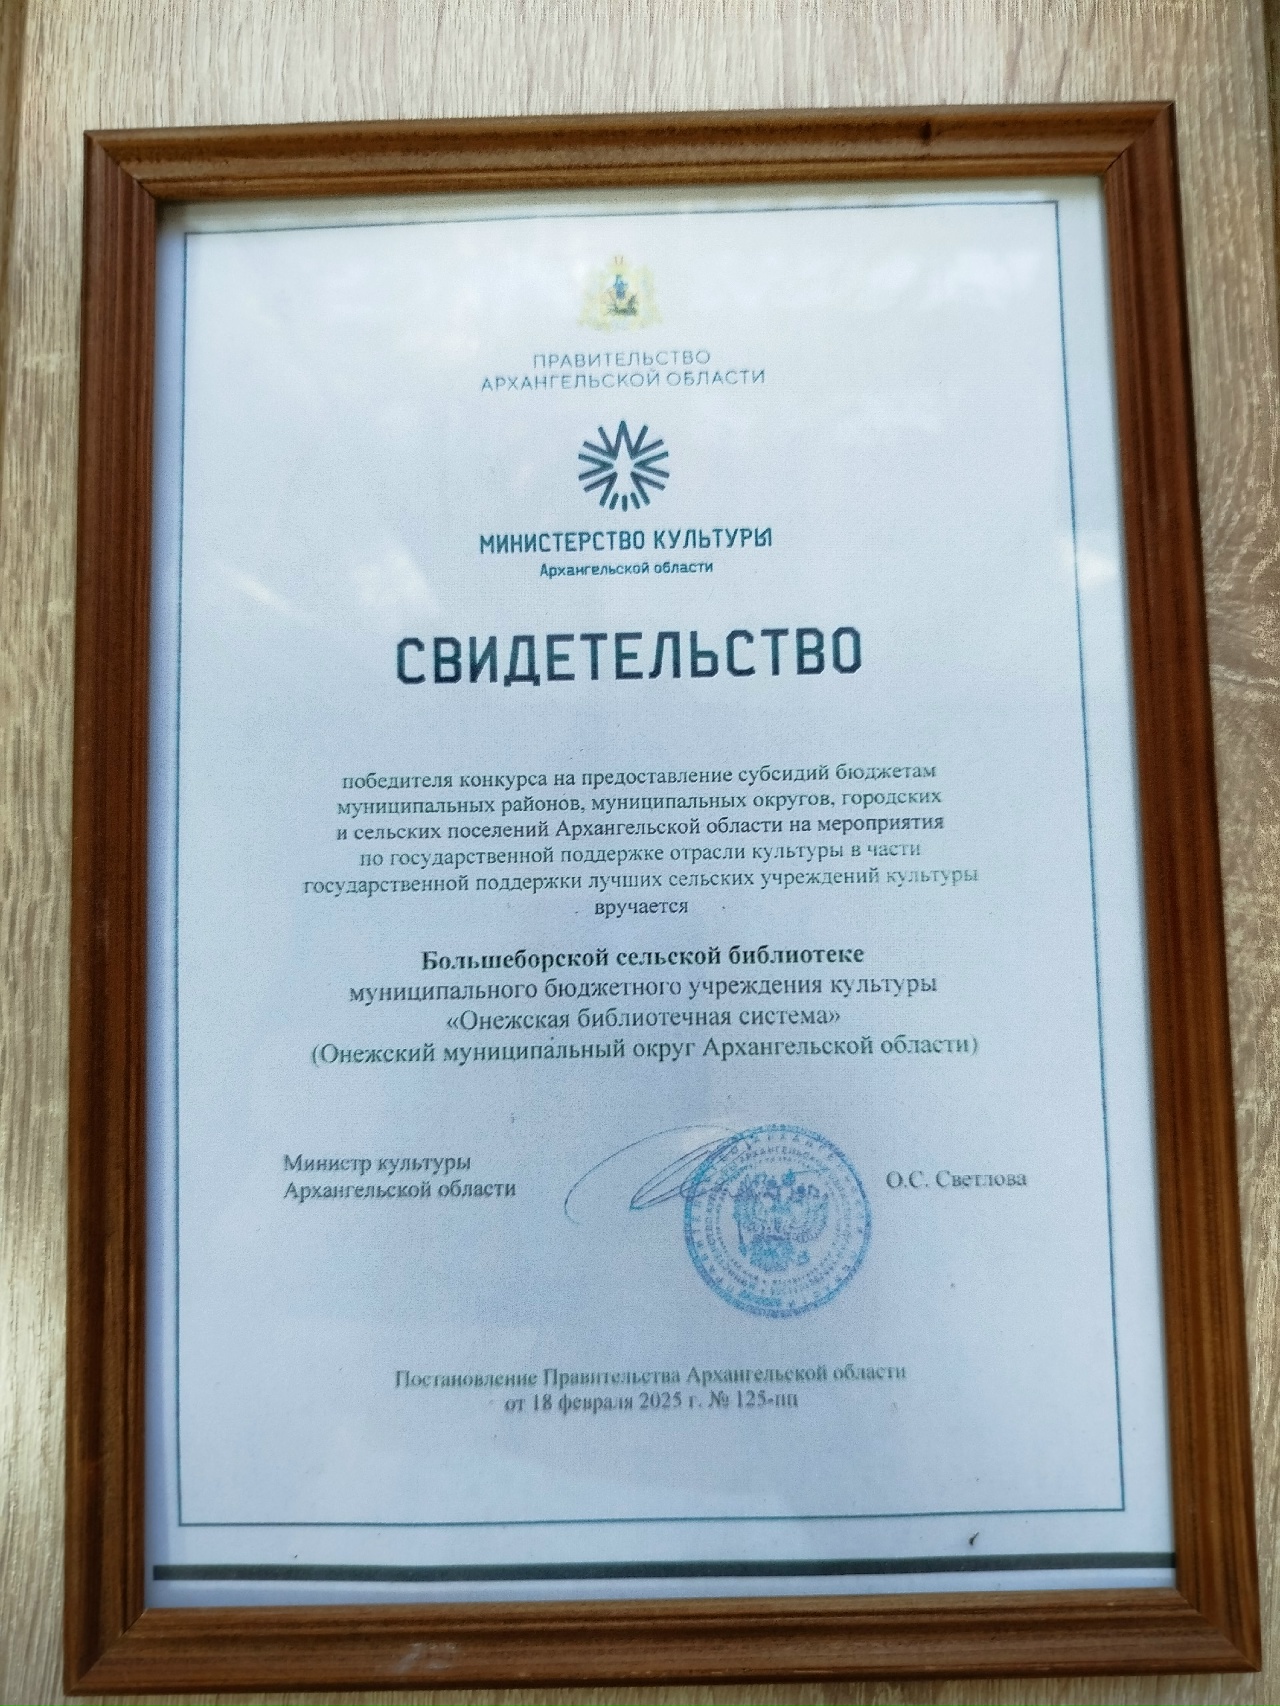 ПРАВИТЕЛЬСТВО
АРХАНГЕЛЬСКОЙ ОБЛАСТИ
МИНИСТЕРСТВО КУЛЬТУРЫ
Архангельской области
СВИДЕТЕЛЬСТВО
победителя конкурса на предоставление субсидий бюджетам
муниципальных районов, муниципальных округов, городских
и сельских поселений Архангельской области на мероприятия
по государственной поддержке отрасли культуры в части
государственной поддержки лучших сельских учреждений культуры
вручается
Большеборской сельской библиотеке
муниципального бюджетного учреждения культуры
«Онежская библиотечная система»
(Онежский муниципальный округ Архангельской области)
Министр культуры
Архангельской области
О.С. Светлова
Постановление Правительства Архангельской области
от 18 февраля 2025 г. № 125-пп